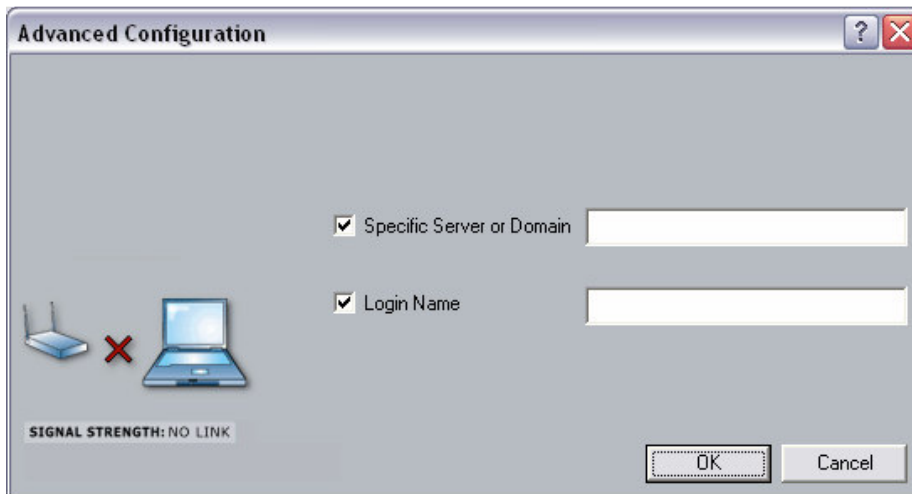 Advanced Configuration
Specific Server or Domain
Login Name
SIGNAL STRENGTH: NO LINK
OK
Cancel